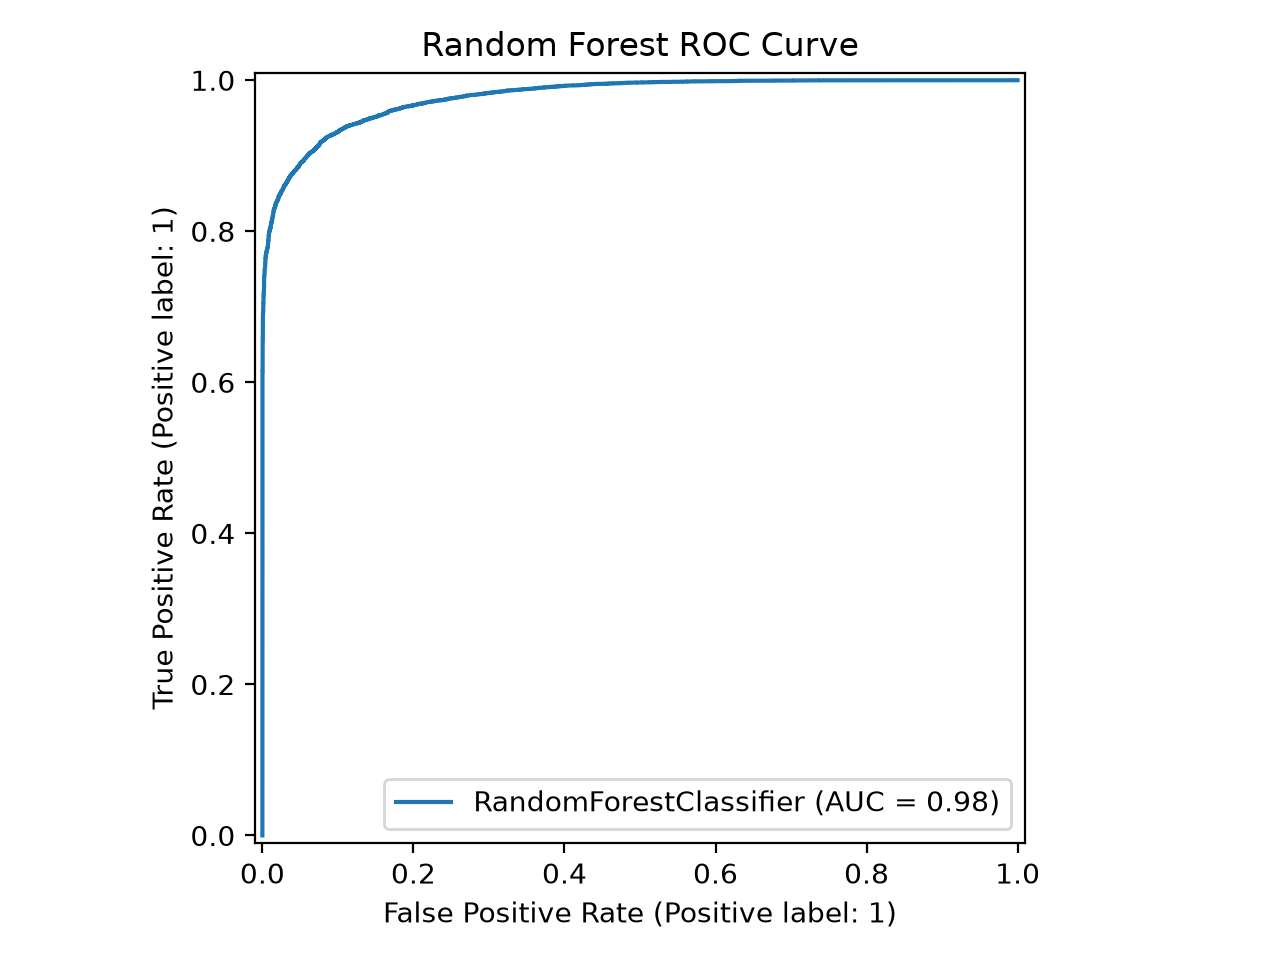 Random Forest ROC Curve
True Positive Rate (Positive label: 1)
1.0
0.8
0.6
0.4
0.2
0.0
RandomForestClassifier (AUC = 0.98)
0.0 0.2 0.4 0.6 0.8 1.0
False Positive Rate (Positive label: 1)